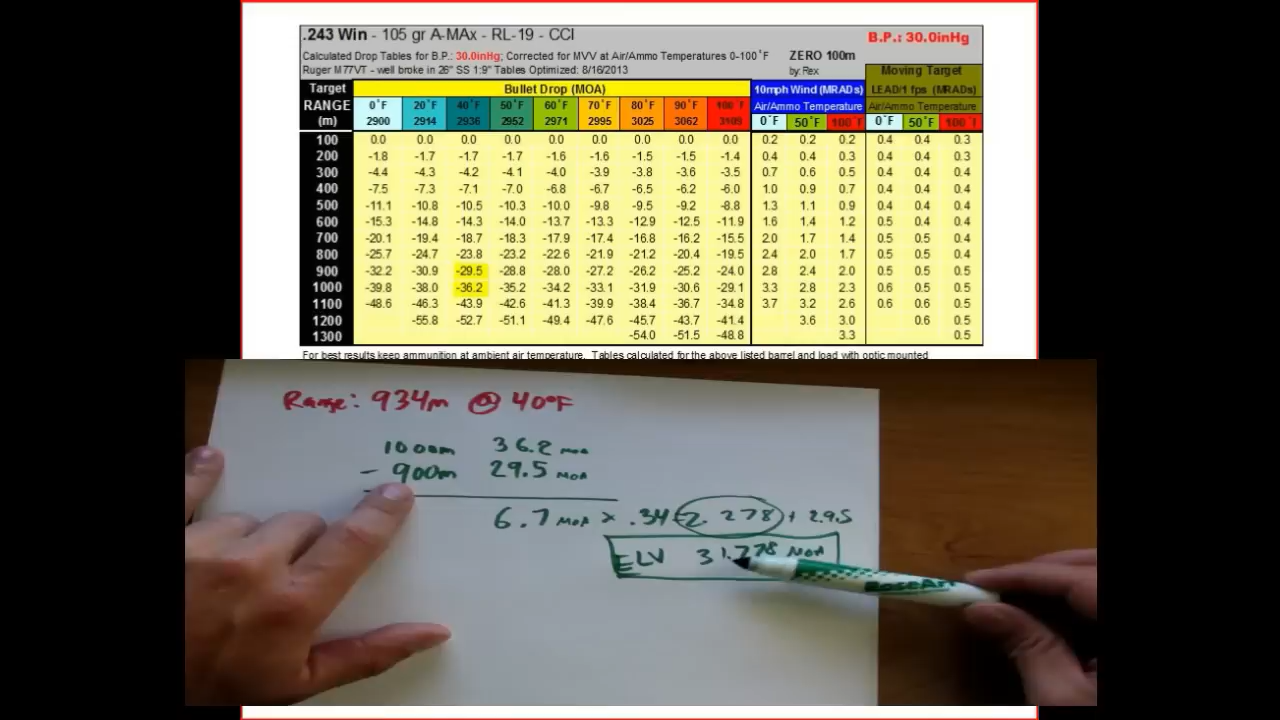 .243 Win - 105 gr A-MAx - RL-19 - CCI
B.P.: 30.0inHg
Calculated Drop Tables for B.P.: 30.0inHg; Corrected for MVV at Air/Ammo Temperatures 0-100°F
ZERO 100m
Ruger M77VT - well broke in 26" SS 1:9" Tables Optimized: 8/16/2013
by: Rex
Moving Target
Target Bullet Drop (MOA) 10mph Wind (MRADs) LEAD/1 fps (MRADs)
RANGE 0°F 20°F 40°F 50°F 60°F 70°F 80°F 90°F 100°F Air/Ammo Temperature Air/Ammo Temperature
(m) 2900 2914 2936 2952 2971 2995 3025 3062 3109 0°F 50°F 100°F 0°F 50°F 100°F
100 0.0 0.0 0.0 0.0 0.0 0.0 0.0 0.0 0.0 0.2 0.2 0.2 0.4 0.4 0.3
200 -1.8 -1.7 -1.7 -1.7 -1.6 -1.6 -1.5 -1.5 -1.4 0.4 0.4 0.3 0.4 0.4 0.3
300 -4.4 -4.3 -4.2 -4.1 -4.0 -3.9 -3.8 -3.6 -3.5 0.7 0.6 0.5 0.4 0.4 0.4
400 -7.5 -7.3 -7.1 -7.0 -6.8 -6.7 -6.5 -6.2 -6.0 1.0 0.9 0.7 0.4 0.4 0.4
500 -11.1 -10.8 -10.5 -10.3 -10.0 -9.8 -9.5 -9.2 -8.8 1.3 1.1 0.9 0.5 0.4 0.4
600 -15.3 -14.8 -14.3 -14.0 -13.7 -13.3 -12.9 -12.5 -11.9 1.6 1.4 1.2 0.5 0.4 0.4
700 -20.1 -19.4 -18.7 -18.3 -17.9 -17.4 -16.8 -16.2 -15.5 2.0 1.7 1.4 0.5 0.5 0.4
800 -25.7 -24.7 -23.8 -23.2 -22.6 -21.9 -21.2 -20.4 -19.5 2.4 2.0 1.7 0.5 0.5 0.4
900 -32.2 -30.9 -29.5 -28.8 -28.0 -27.2 -26.2 -25.2 -24.0 2.8 2.4 2.0 0.5 0.5 0.5
1000 -39.8 -38.0 -36.2 -35.2 -34.2 -33.1 -31.9 -30.6 -29.1 3.3 2.8 2.3 0.6 0.5 0.5
1100 -48.6 -46.3 -43.9 -42.6 -41.3 -39.9 -38.4 -36.7 -34.8 3.7 3.2 2.6 0.6 0.6 0.5
1200 -55.8 -52.7 -51.1 -49.4 -47.6 -45.7 -43.7 -41.4 3.6 3.0 0.6 0.5
1300 -54.0 -51.5 -48.8 3.3 0.5
For best results keep ammunition at ambient air temperature. Tables calculated for the above listed barrel and load with optic mounted
Range: 934m @ 40°F
1000m 36.2 MOA
- 900m 29.5 MOA
6.7 MOA x .34 = 2.278 + 29.5
ELV 31.778 MOA
RoseArt